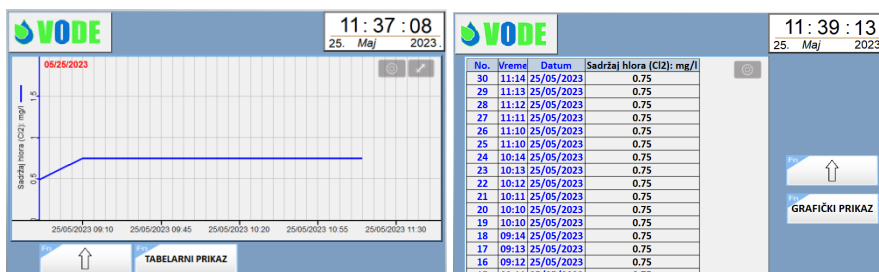 VODE
11 : 37 : 08
25. Maj 2023.
05/25/2023
Sadržaj hlora (Cl2): mg/l
1,5
1
0,5
0
25/05/2023 09:10 25/05/2023 09:45 25/05/2023 10:20 25/05/2023 10:55 25/05/2023 11:30
Fn
Fn
TABELARNI PRIKAZ
VODE
11 : 39 : 13
25. Maj 2023
No. Vreme Datum Sadržaj hlora (Cl2): mg/l
30 11:14 25/05/2023 0.75
29 11:13 25/05/2023 0.75
28 11:12 25/05/2023 0.75
27 11:11 25/05/2023 0.75
26 11:10 25/05/2023 0.75
25 11:10 25/05/2023 0.75
24 10:14 25/05/2023 0.75
23 10:13 25/05/2023 0.75
22 10:12 25/05/2023 0.75
21 10:11 25/05/2023 0.75
20 10:10 25/05/2023 0.75
19 10:10 25/05/2023 0.75
18 09:14 25/05/2023 0.75
17 09:13 25/05/2023 0.75
16 09:12 25/05/2023 0.75
Fn
Fn
GRAFIČKI PRIKAZ